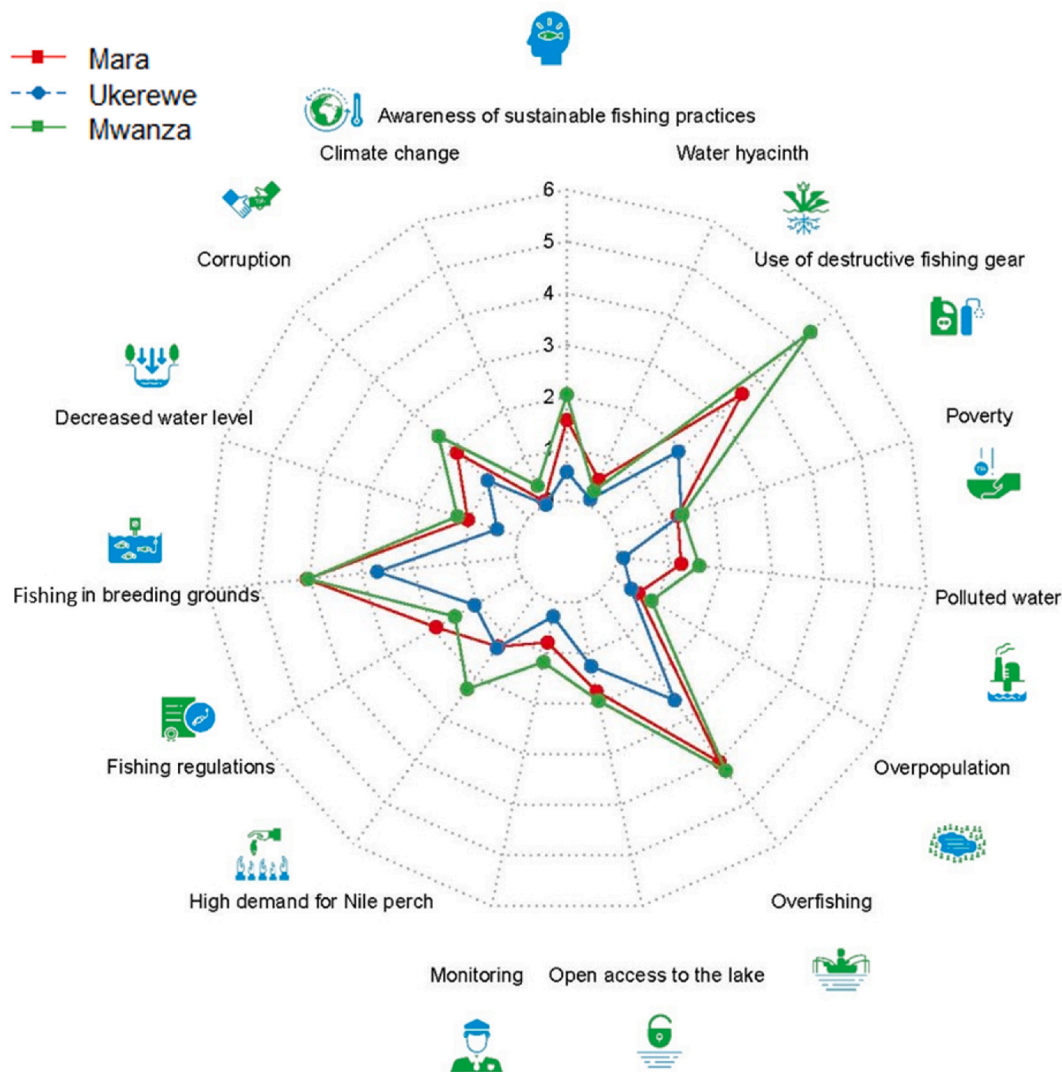 Mara
Ukerewe
Mwanza
Awareness of sustainable fishing practices
Climate change
Water hyacinth
Corruption
Use of destructive fishing gear
Decreased water level
Poverty
Fishing in breeding grounds
Polluted water
Fishing regulations
Overpopulation
High demand for Nile perch
Overfishing
Monitoring
Open access to the lake
6
5
4
3
2
1